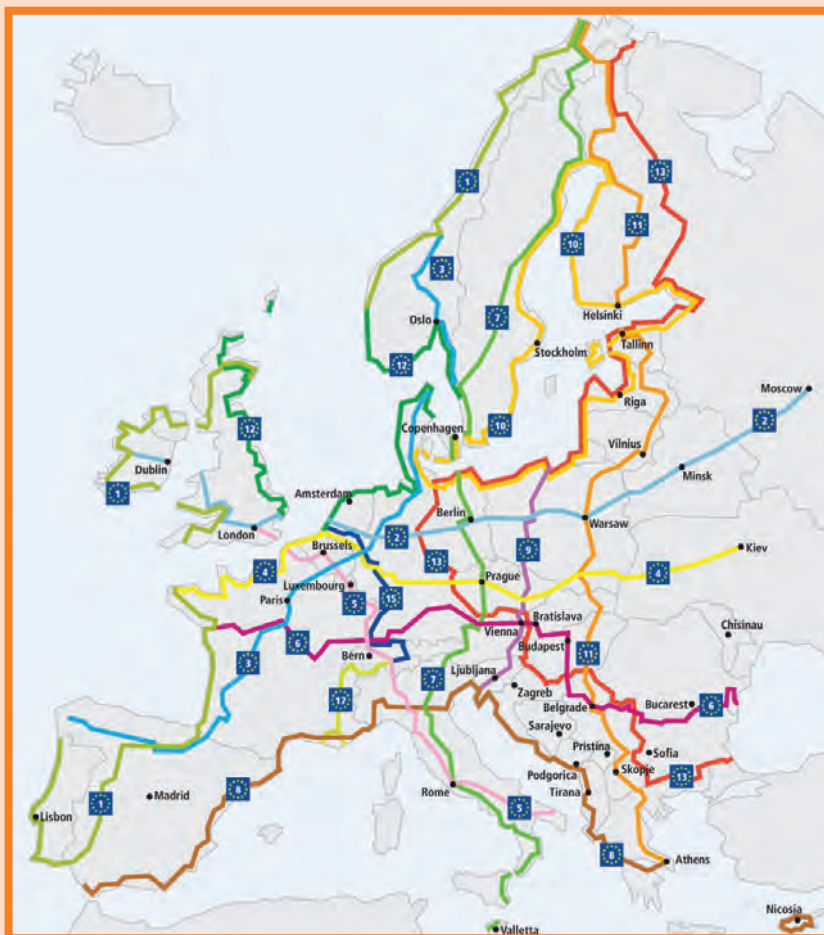 1
13
10
11
3
Oslo
7
Helsinki
12
Stockholm
Tallinn
Moscow
10
Riga
2
Copenhagen
12
Vilnius
Dublin
Minsk
1
Amsterdam
Berlin
London
2
Warsaw
Brussels
9
Kiev
4
13
4
Luxembourg
Prague
Paris
5
15
Vienna
Bratislava
Chisinau
6
Budapest
Bern
11
3
7
Ljubljana
Zagreb
17
Belgrade
Bucarest
6
Sarajevo
Pristina
Sofia
Podgorica
Skopje
13
8
Rome
Tirana
1
Madrid
5
Lisbon
8
Athens
Nicosia
Valletta